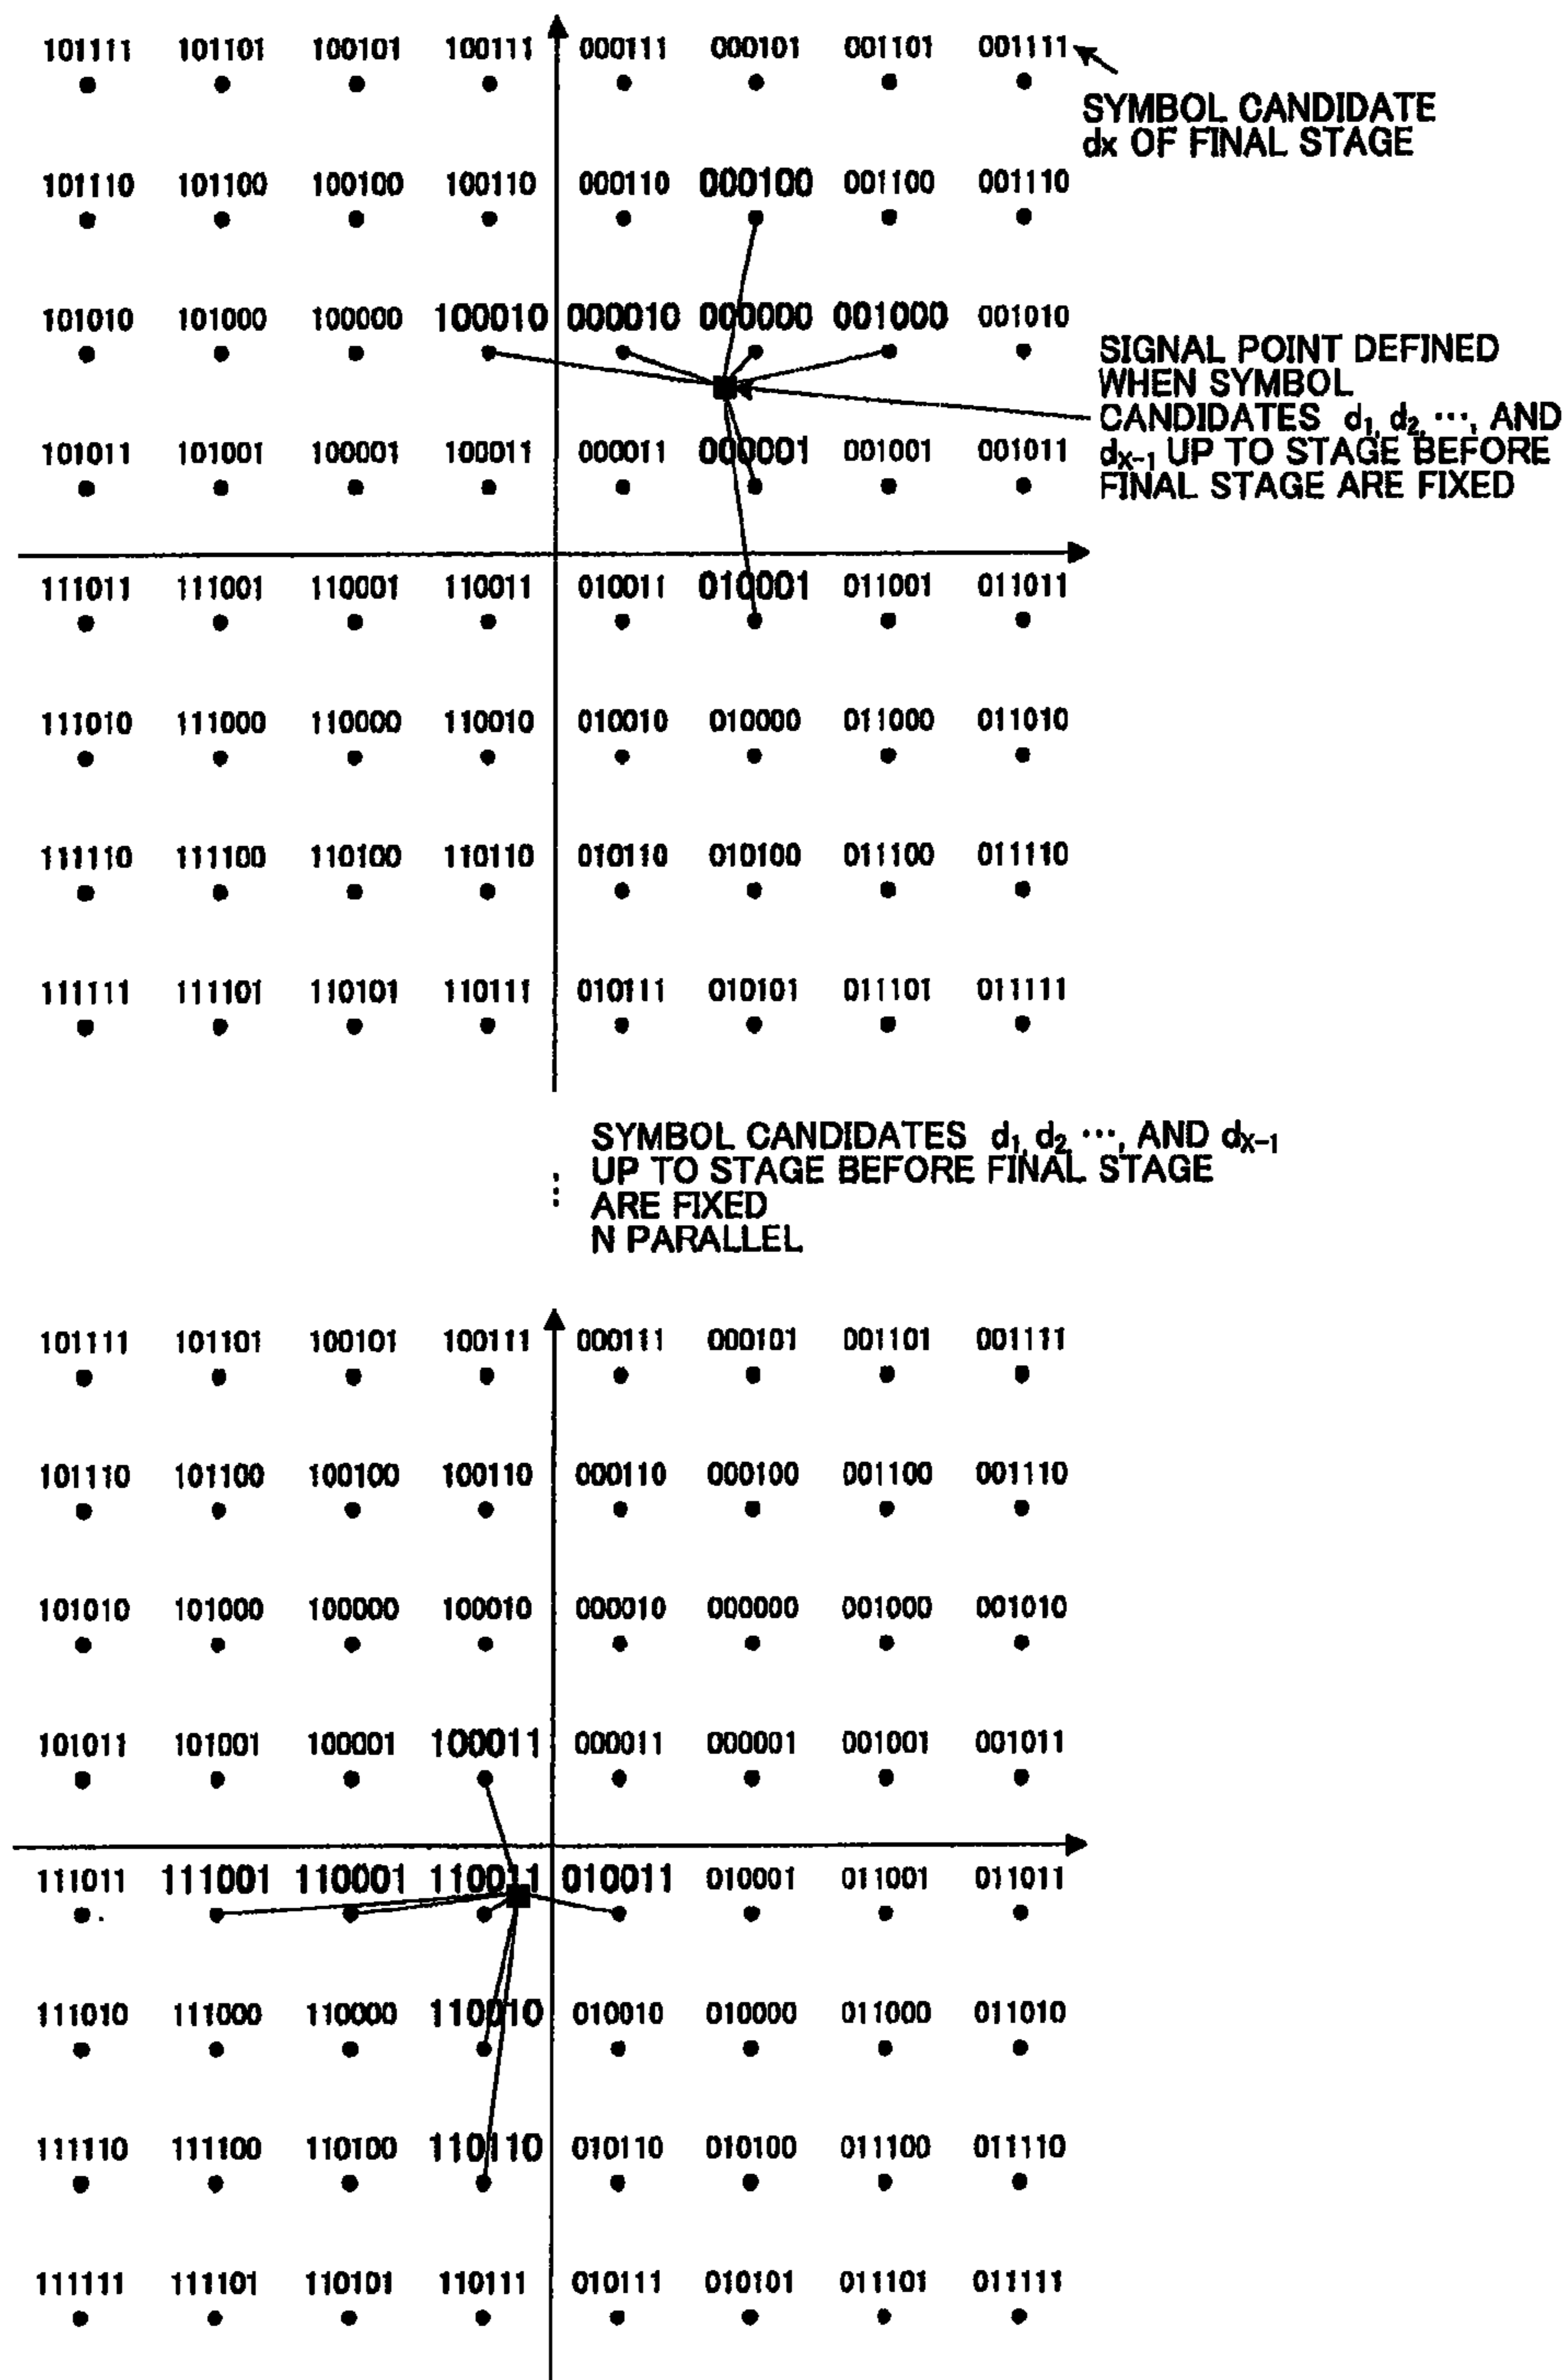 101111 101101 100101 100111 000111 000101 001101 001111
SYMBOL CANDIDATE
dx OF FINAL STAGE
101110 101100 100100 100110 000110 000100 001100 001110
101010 101000 100000 100010 000010 000000 001000 001010
SIGNAL POINT DEFINED
WHEN SYMBOL
CANDIDATES d1, d2, ···, AND
dX-1 UP TO STAGE BEFORE
FINAL STAGE ARE FIXED
101011 101001 100001 100011 000011 000001 001001 001011
111011 111001 110001 110011 010011 010001 011001 011011
111010 111000 110000 110010 010010 010000 011000 011010
111110 111100 110100 110110 010110 010100 011100 011110
111111 111101 110101 110111 010111 010101 011101 011111
SYMBOL CANDIDATES d1, d2, ···, AND dX-1
UP TO STAGE BEFORE FINAL STAGE
ARE FIXED
N PARALLEL
101111 101101 100101 100111 000111 000101 001101 001111
101110 101100 100100 100110 000110 000100 001100 001110
101010 101000 100000 100010 000010 000000 001000 001010
101011 101001 100001 100011 000011 000001 001001 001011
111011 111001 110001 110011 010011 010001 011001 011011
111010 111000 110000 110010 010010 010000 011000 011010
111110 111100 110100 110110 010110 010100 011100 011110
111111 111101 110101 110111 010111 010101 011101 011111